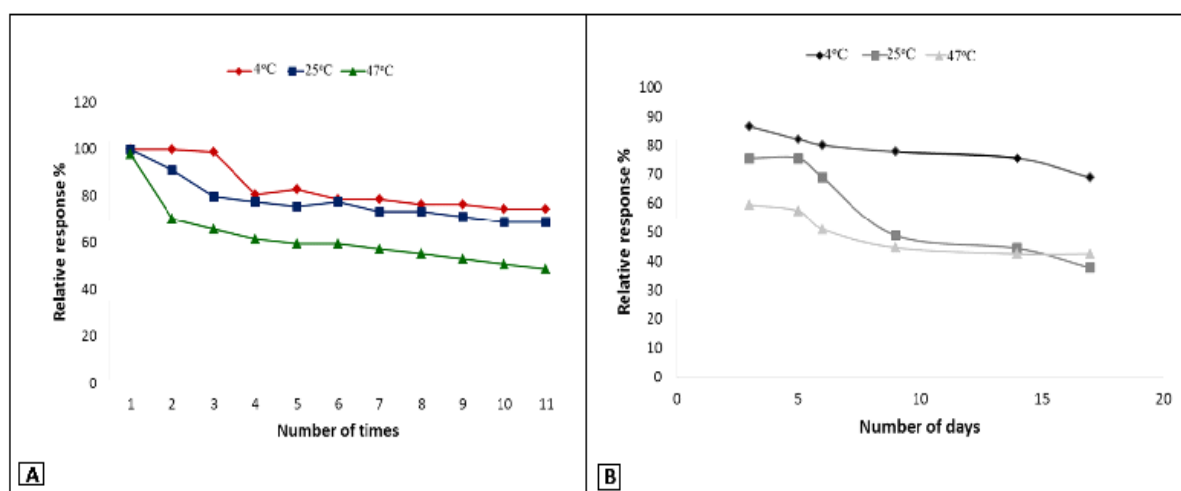 4°C 25°C 47°C
120
100
80
60
40
20
0
Relative response %
1 2 3 4 5 6 7 8 9 10 11
Number of times
A
4°C 25°C 47°C
100
90
80
70
60
50
40
30
20
10
0
Relative response %
0 5 10 15 20
Number of days
B